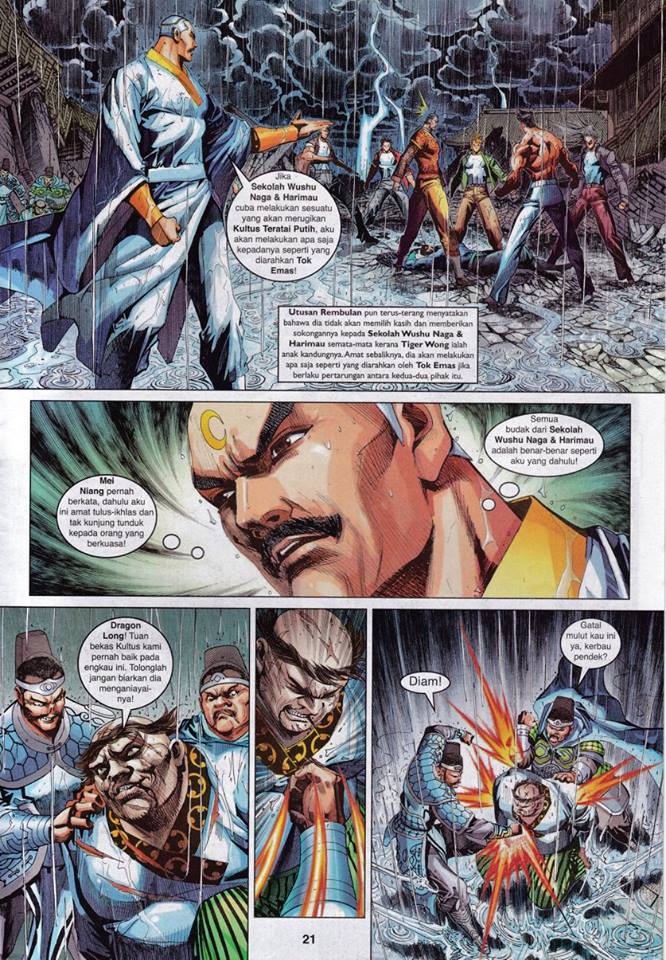 Jika
Sekolah Wushu
Naga & Harimau
cuba melakukan sesuatu
yang akan merugikan
Kultus Teratai Putih, aku
akan melakukan apa saja
kepadanya seperti yang
diarahkan Tok
Emas!
Utusan Rembulan pun terus-terang menyatakan
bahawa dia tidak akan memilih kasih dan memberikan
sokongannya kepada Sekolah Wushu Naga &
Harimau semata-mata kerana Tiger Wong ialah
anak kandungnya. Amat sebaliknya, dia akan melakukan
apa saja seperti yang diarahkan oleh Tok Emas jika
berlaku pertarungan antara kedua-dua pihak itu.
Semua
budak dari Sekolah
Wushu Naga & Harimau
adalah benar-benar seperti
aku yang dahulu!
Mei
Niang pernah
berkata, dahulu aku
ini amat tulus-ikhlas dan
tak kunjung tunduk
kepada orang yang
berkuasa!
Dragon
Long! Tuan
bekas Kultus kami
pernah baik pada
engkau ini. Tolonglah
jangan biarkan dia
menganiayai-
nya!
Gatal
mulut kau ini
ya, kerbau
pendek?
Diam!
21